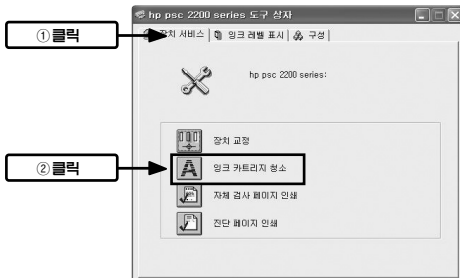 hp psc 2200 series 도구 상자
①클릭
장치 서비스 잉크 레벨 표시 구성
hp psc 2200 series:
장치 교정
②클릭
잉크 카트리지 청소
자체 검사 페이지 인쇄
진단 페이지 인쇄